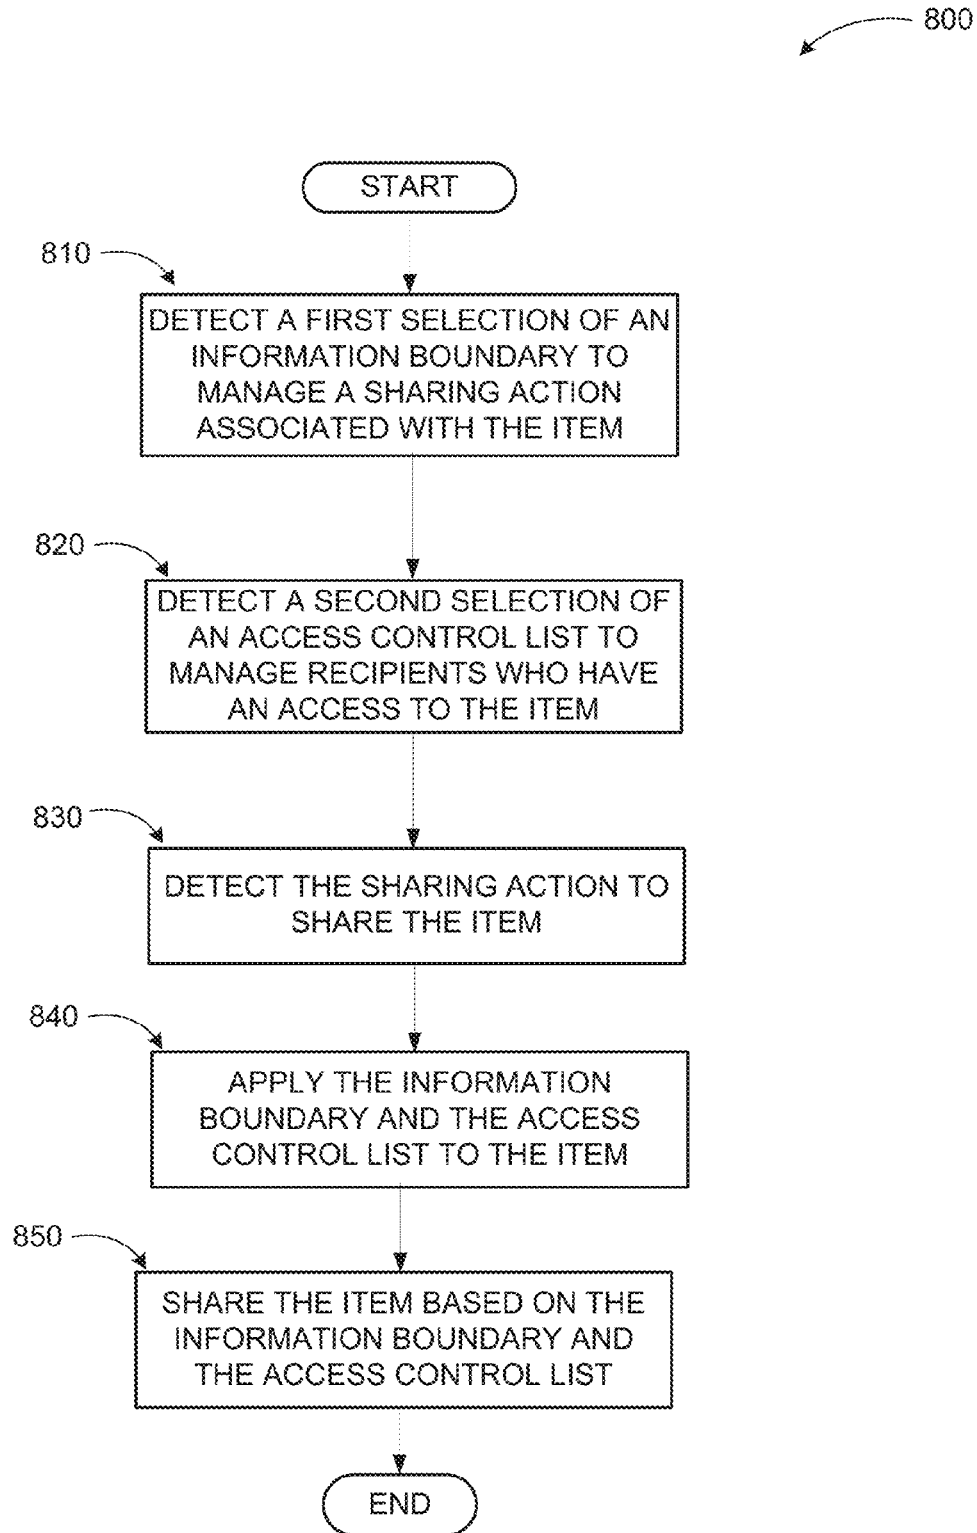 800
START
810
DETECT A FIRST SELECTION OF AN
INFORMATION BOUNDARY TO
MANAGE A SHARING ACTION
ASSOCIATED WITH THE ITEM
820
DETECT A SECOND SELECTION OF
AN ACCESS CONTROL LIST TO
MANAGE RECIPIENTS WHO HAVE
AN ACCESS TO THE ITEM
830
DETECT THE SHARING ACTION TO
SHARE THE ITEM
840
APPLY THE INFORMATION
BOUNDARY AND THE ACCESS
CONTROL LIST TO THE ITEM
850
SHARE THE ITEM BASED ON THE
INFORMATION BOUNDARY AND
THE ACCESS CONTROL LIST
END